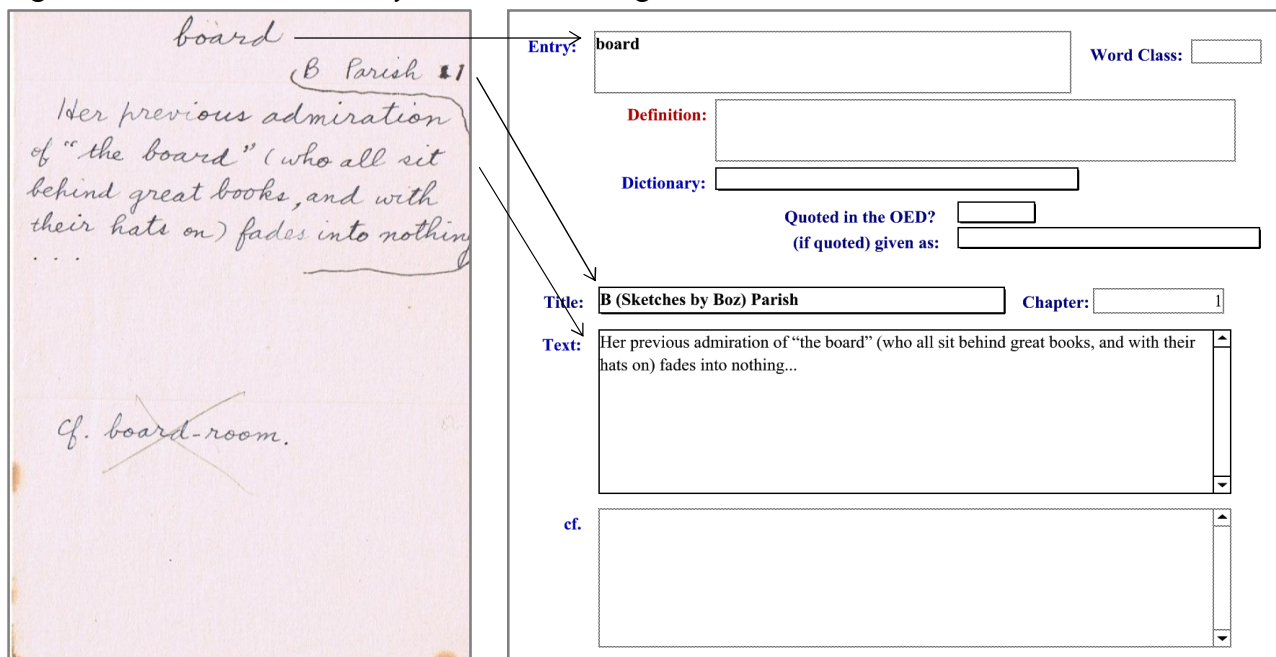 board
B Parish 1
Her previous admiration
of "the board" (who all sit
behind great books, and with
their hats on) fades into nothing
. . .
cf. board-room.
Entry: board
Word Class:
Definition:
Dictionary:
Quoted in the OED?
(if quoted) given as:
Title: B (Sketches by Boz) Parish
Chapter: 1
Text: Her previous admiration of “the board” (who all sit behind great books, and with their
hats on) fades into nothing...
cf.